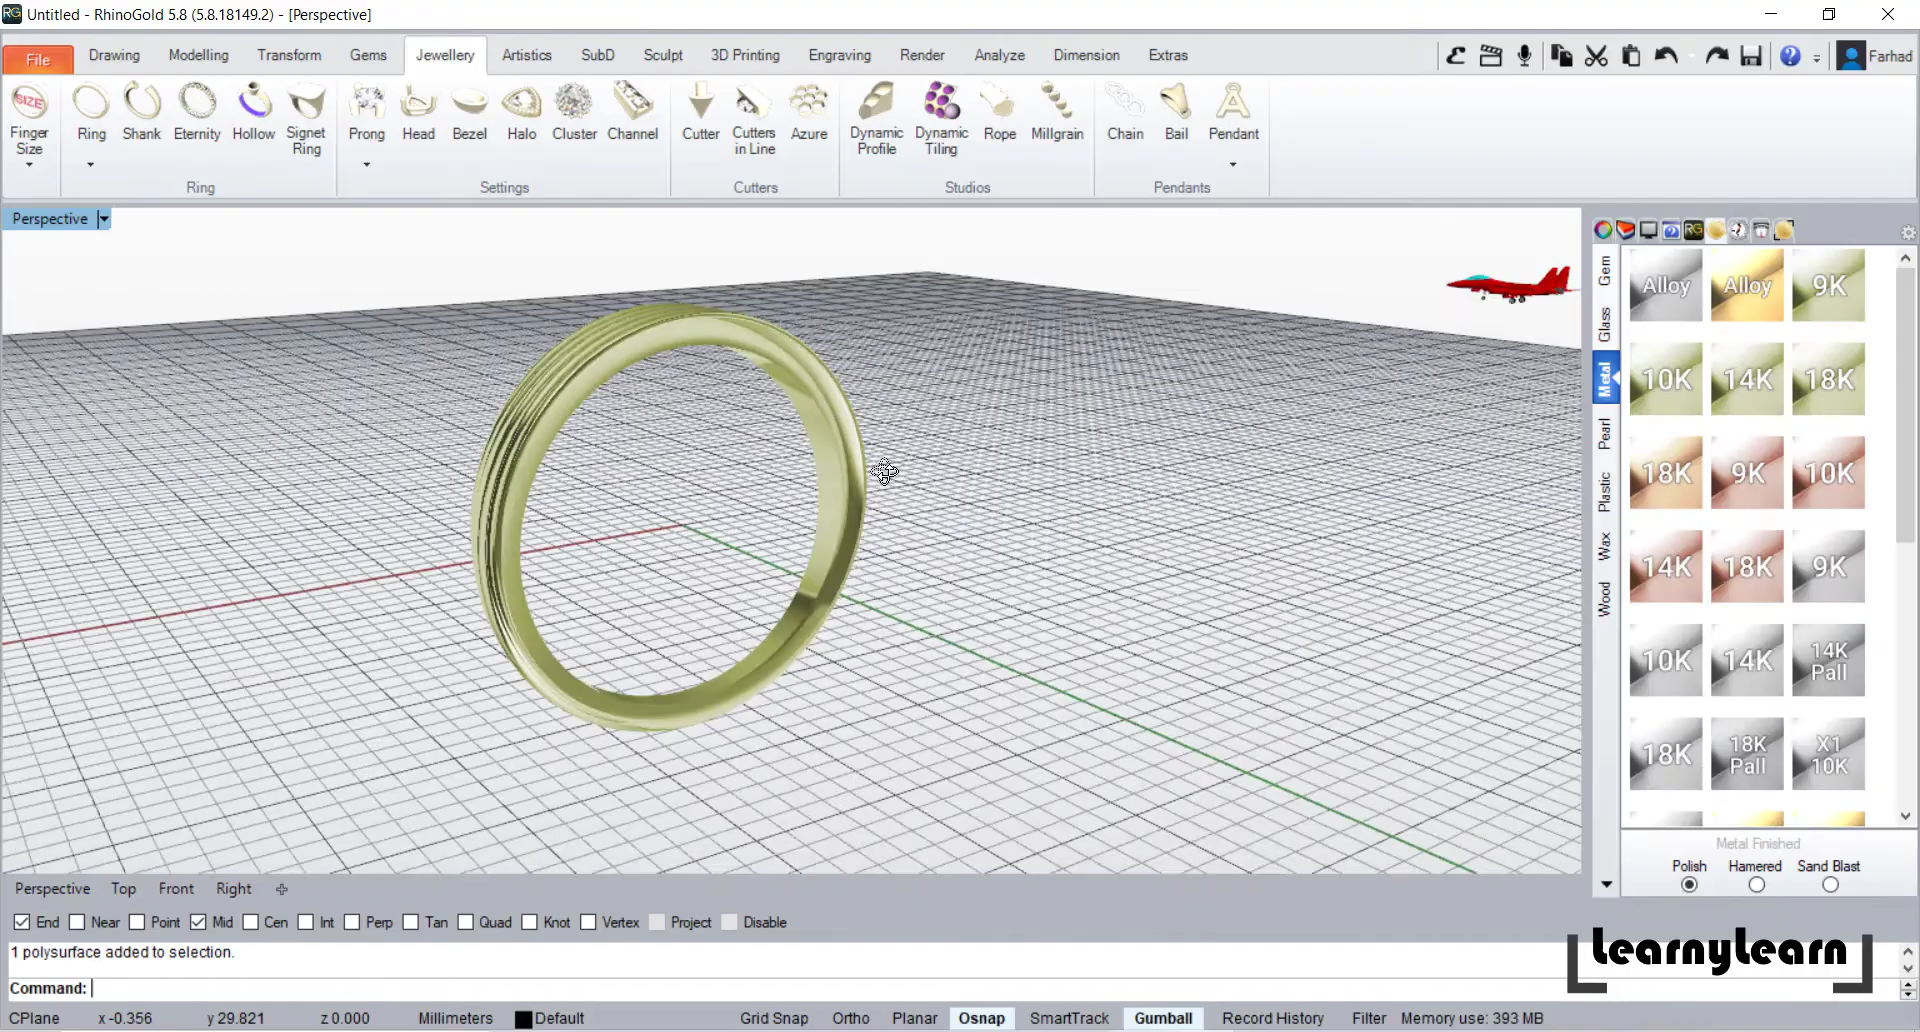 Untitled - RhinoGold 5.8 (5.8.18149.2) - [Perspective]
File Drawing Modelling Transform Gems Jewellery Artistics SubD Sculpt 3D Printing Engraving Render Analyze Dimension Extras Farhad
SIZE
Finger Size
Ring Shank Eternity Hollow Signet Ring
Prong Head Bezel Halo Cluster Channel
Cutter Cutters in Line Azure
Dynamic Profile Dynamic Tiling Rope Millgrain
Chain Bail Pendant
Ring Settings Cutters Studios Pendants
Perspective
RG
Gem
Glass
Metal
Pearl
Plastic
Wax
Wood
Alloy Alloy 9K
10K 14K 18K
18K 9K 10K
14K 18K 9K
10K 14K 14K Pall
18K 18K Pall X1 10K
Metal Finished
Polish Hamered Sand Blast
Perspective Top Front Right
End Near Point Mid Cen Int Perp Tan Quad Knot Vertex Project Disable
1 polysurface added to selection.
Command:
LearnyLearn
CPlane x -0.356 y 29.821 z 0.000 Millimeters Default Grid Snap Ortho Planar Osnap SmartTrack Gumball Record History Filter Memory use: 393 MB